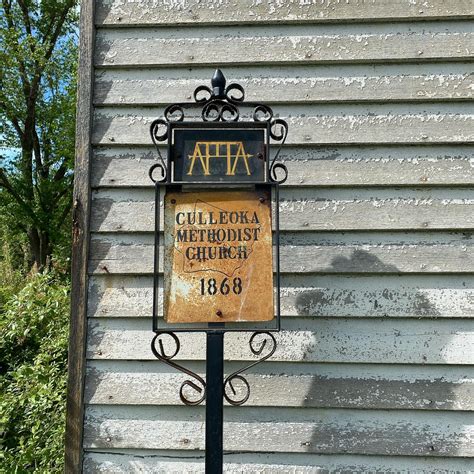 APTA
CULLEOKA
METHODIST
CHURCH
1868